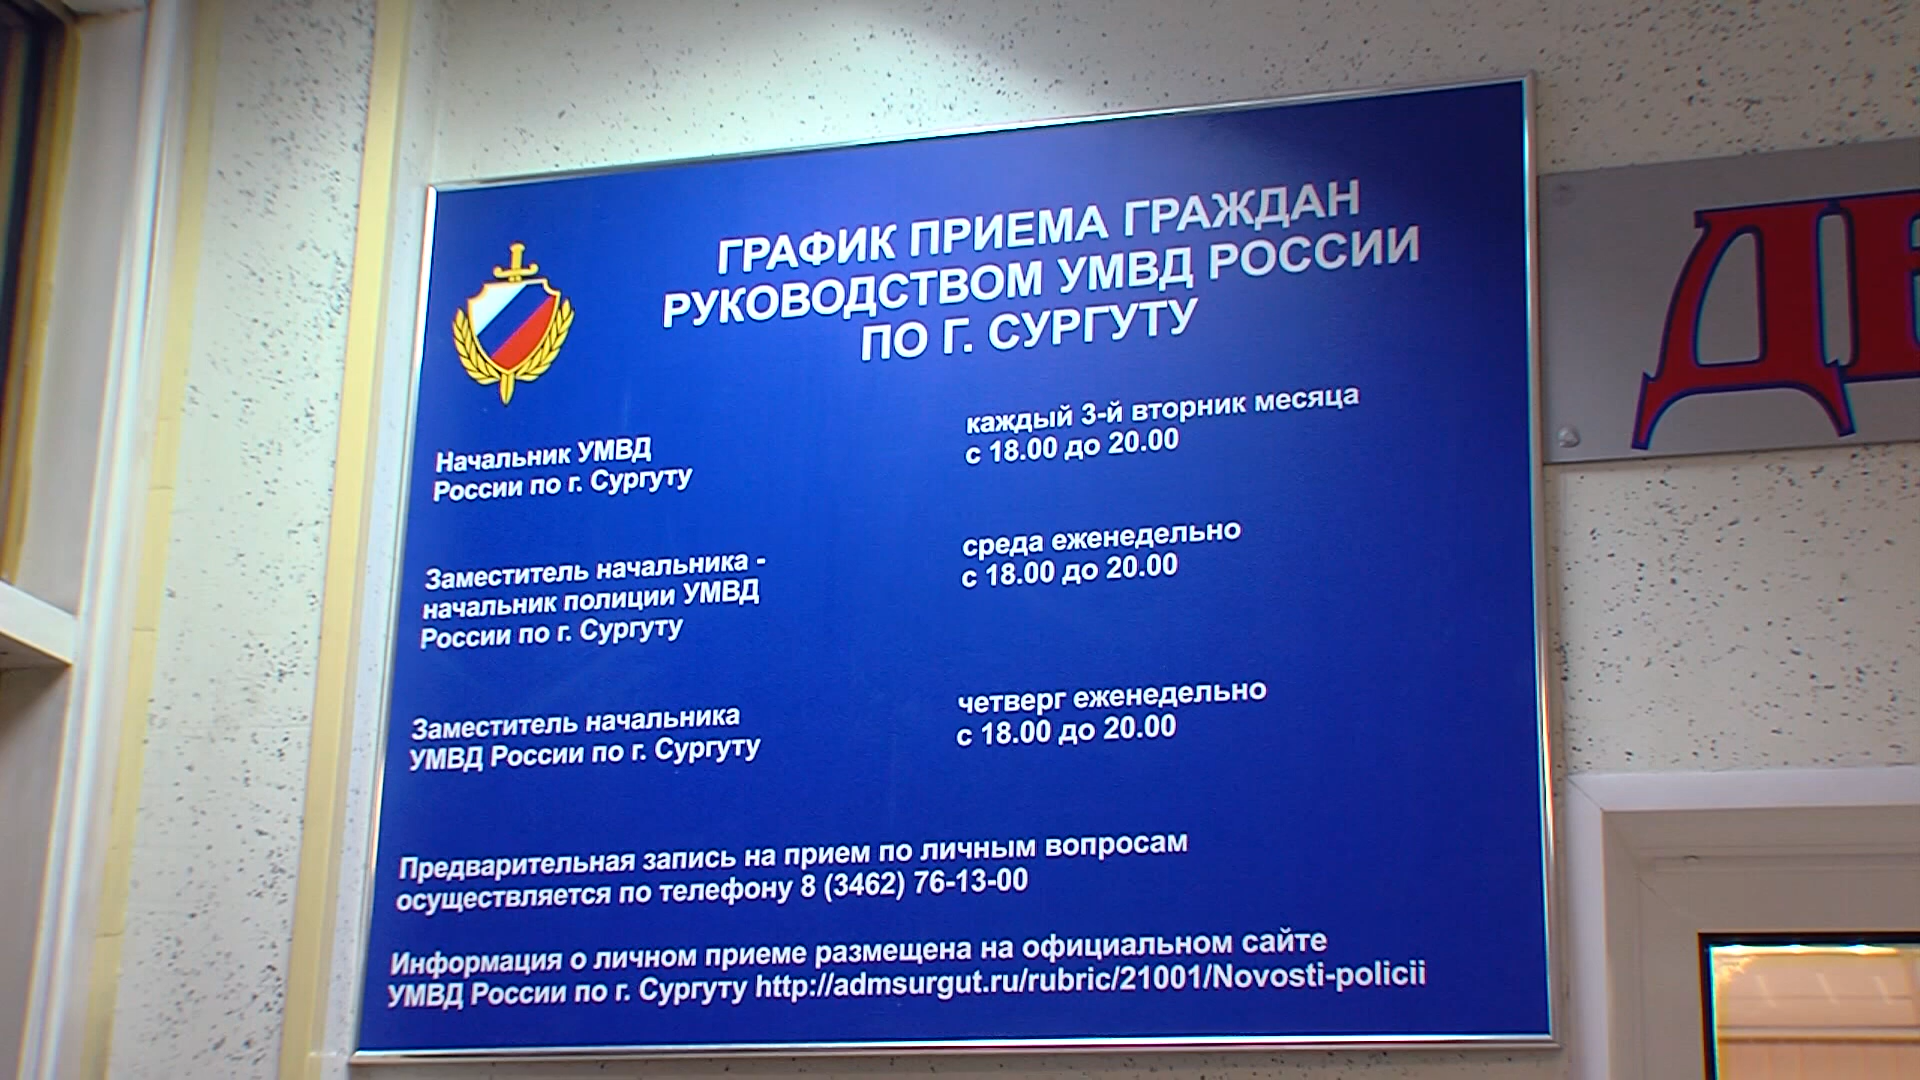 ГРАФИК ПРИЕМА ГРАЖДАН
РУКОВОДСТВОМ УМВД РОССИИ
ПО Г. СУРГУТУ
Начальник УМВД
России по г. Сургуту
каждый 3-й вторник месяца
с 18.00 до 20.00
Заместитель начальника -
начальник полиции УМВД
России по г. Сургуту
среда еженедельно
с 18.00 до 20.00
Заместитель начальника
УМВД России по г. Сургуту
четверг еженедельно
с 18.00 до 20.00
Предварительная запись на прием по личным вопросам
осуществляется по телефону 8 (3462) 76-13-00
Информация о личном приеме размещена на официальном сайте
УМВД России по г. Сургуту http://admsurgut.ru/rubric/21001/Novosti-policii